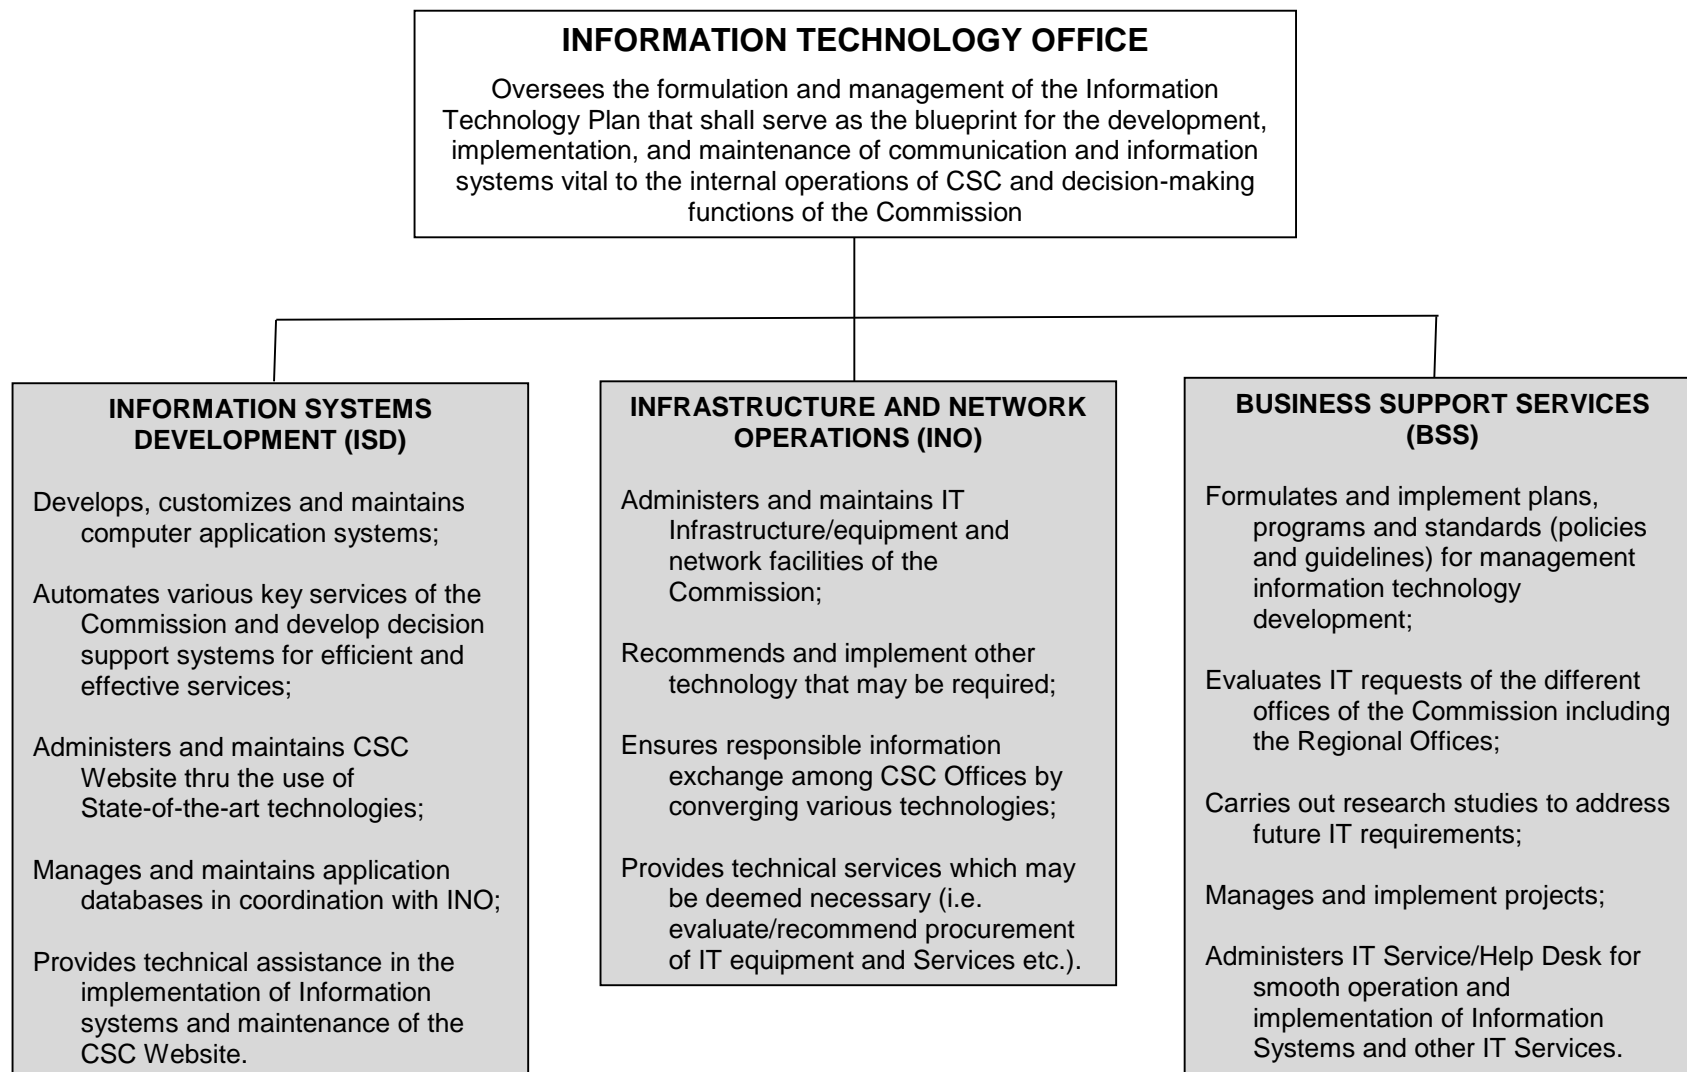 INFORMATION TECHNOLOGY OFFICE
Oversees the formulation and management of the Information
Technology Plan that shall serve as the blueprint for the development,
implementation, and maintenance of communication and information
systems vital to the internal operations of CSC and decision-making
functions of the Commission
INFORMATION SYSTEMS
DEVELOPMENT (ISD)
Develops, customizes and maintains
computer application systems;
Automates various key services of the
Commission and develop decision
support systems for efficient and
effective services;
Administers and maintains CSC
Website thru the use of
State-of-the-art technologies;
Manages and maintains application
databases in coordination with INO;
Provides technical assistance in the
implementation of Information
systems and maintenance of the
CSC Website.
INFRASTRUCTURE AND NETWORK
OPERATIONS (INO)
Administers and maintains IT
Infrastructure/equipment and
network facilities of the
Commission;
Recommends and implement other
technology that may be required;
Ensures responsible information
exchange among CSC Offices by
converging various technologies;
Provides technical services which may
be deemed necessary (i.e.
evaluate/recommend procurement
of IT equipment and Services etc.).
BUSINESS SUPPORT SERVICES
(BSS)
Formulates and implement plans,
programs and standards (policies
and guidelines) for management
information technology
development;
Evaluates IT requests of the different
offices of the Commission including
the Regional Offices;
Carries out research studies to address
future IT requirements;
Manages and implement projects;
Administers IT Service/Help Desk for
smooth operation and
implementation of Information
Systems and other IT Services.